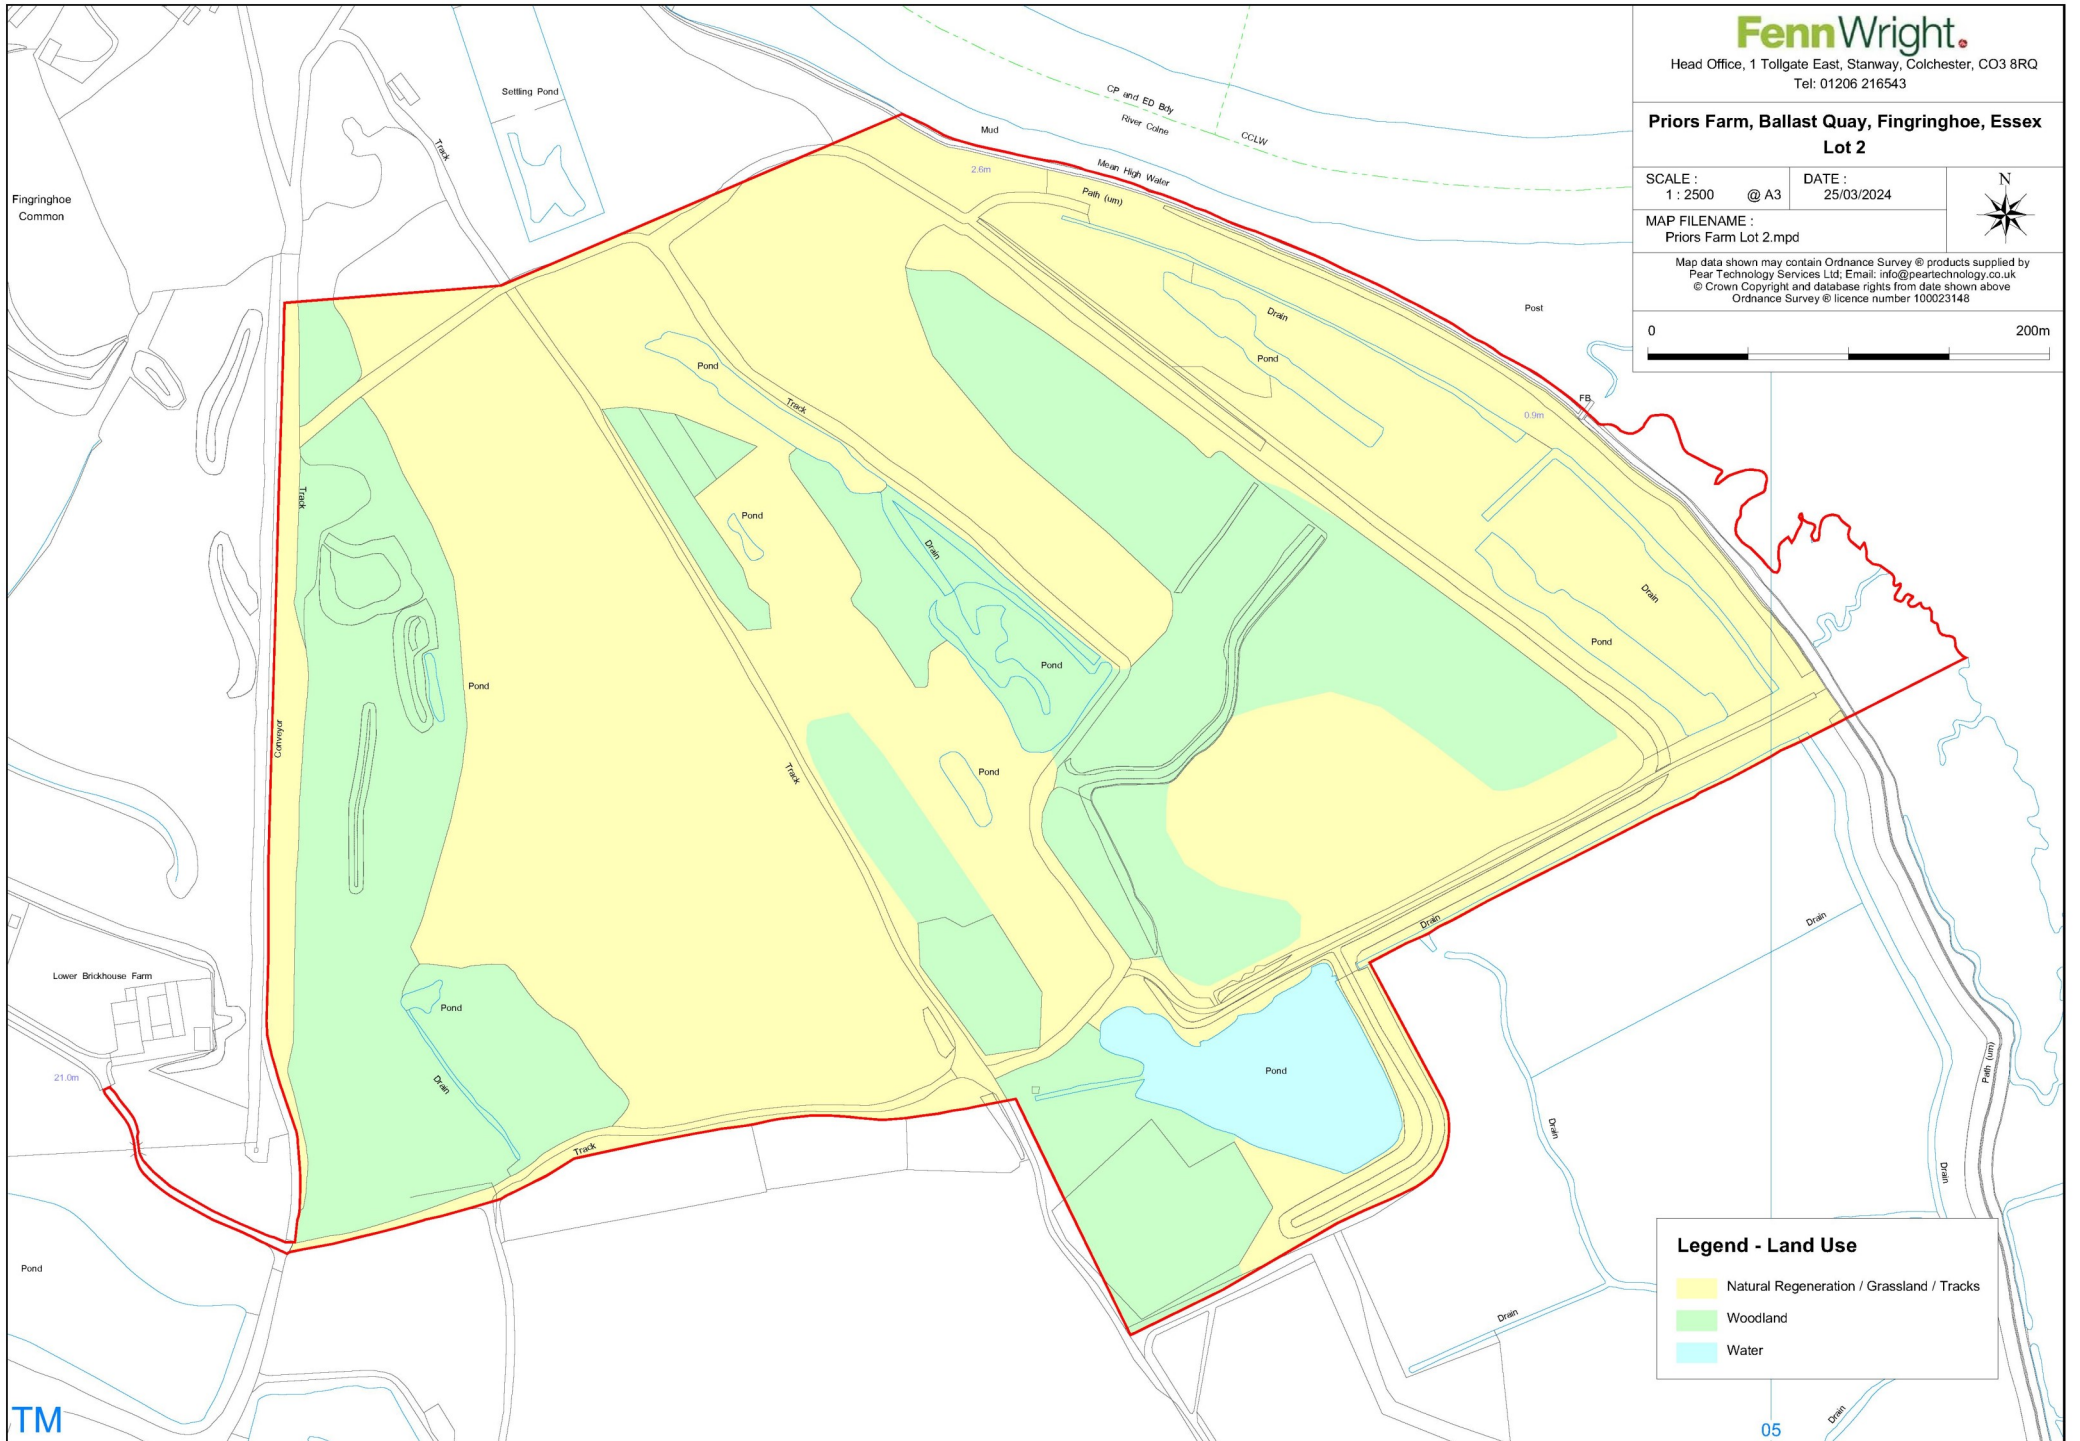 FennWright.
Head Office, 1 Tollgate East, Stanway, Colchester, CO3 8RQ
Tel: 01206 216543
Priors Farm, Ballast Quay, Fingringhoe, Essex
Lot 2
SCALE :
1 : 2500 @ A3
DATE :
25/03/2024
N
MAP FILENAME :
Priors Farm Lot 2.mpd
Map data shown may contain Ordnance Survey ® products supplied by
Pear Technology Services Ltd; Email: info@peartechnology.co.uk
© Crown Copyright and database rights from date shown above
Ordnance Survey ® licence number 100023148
0 200m
Settling Pond
CP and ED Bdy
River Colne
CCLW
Mud
Mean High Water
Track
2.6m
Path (um)
Fingringhoe
Common
Drain
Post
Pond
Pond
Track
FB
0.9m
Track
Pond
Drain
Drain
Pond
Pond
Pond
Conveyor
Track
Pond
Drain
Drain
Lower Brickhouse Farm
Pond
21.0m
Drain
Pond
Path (um)
Drain
Track
Drain
Pond
Drain
Drain
Legend - Land Use
Natural Regeneration / Grassland / Tracks
Woodland
Water
TM
05